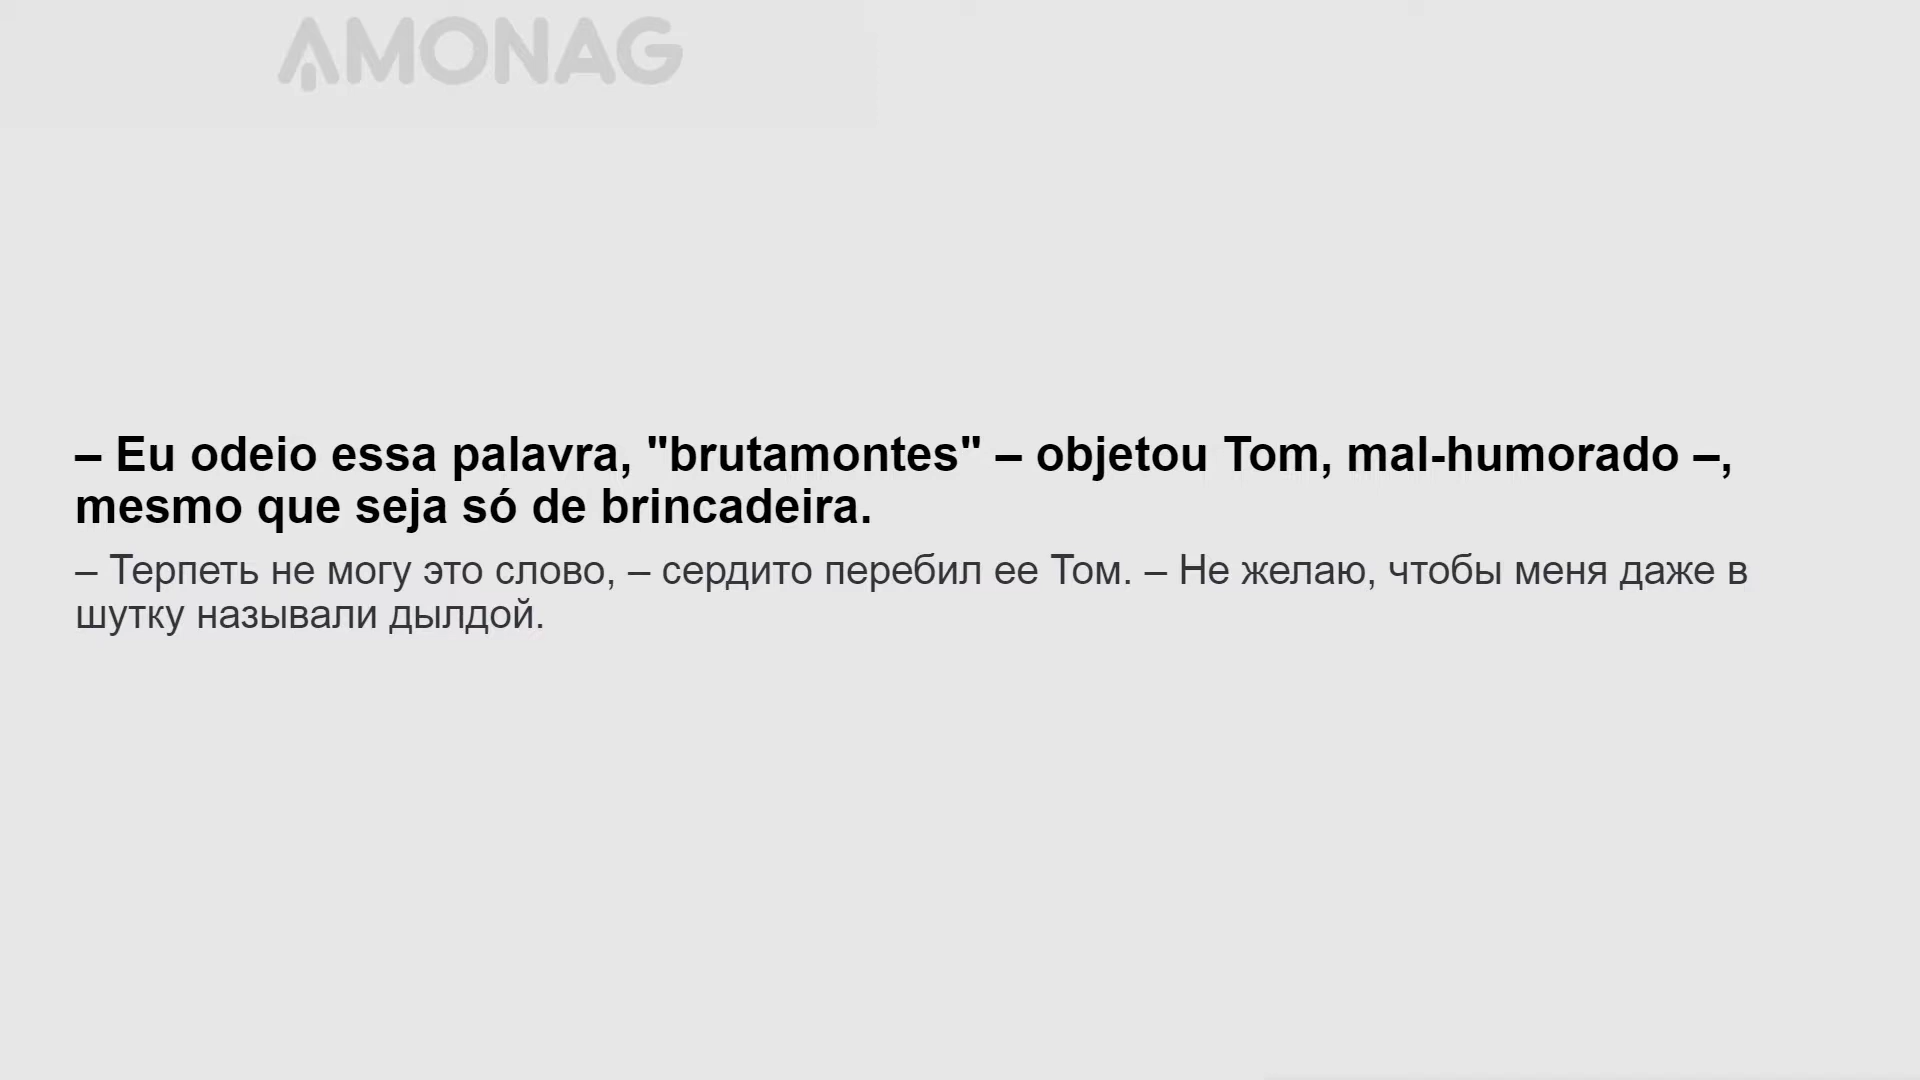 AMONAG
– Eu odeio essa palavra, "brutamontes" – objetou Tom, mal-humorado –,
mesmo que seja só de brincadeira.
– Терпеть не могу это слово, – сердито перебил ее Том. – Не желаю, чтобы меня даже в
шутку называли дылдой.